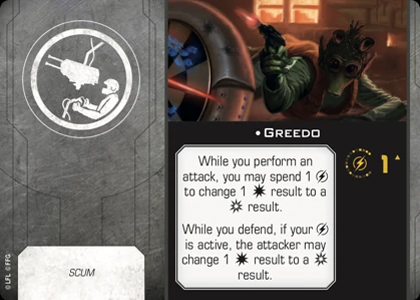 • GREEDO
While you perform an
attack, you may spend 1
to change 1 result to a
result.
While you defend, if your
is active, the attacker may
change 1 result to a
result.
1
SCUM
© LFL © FFG